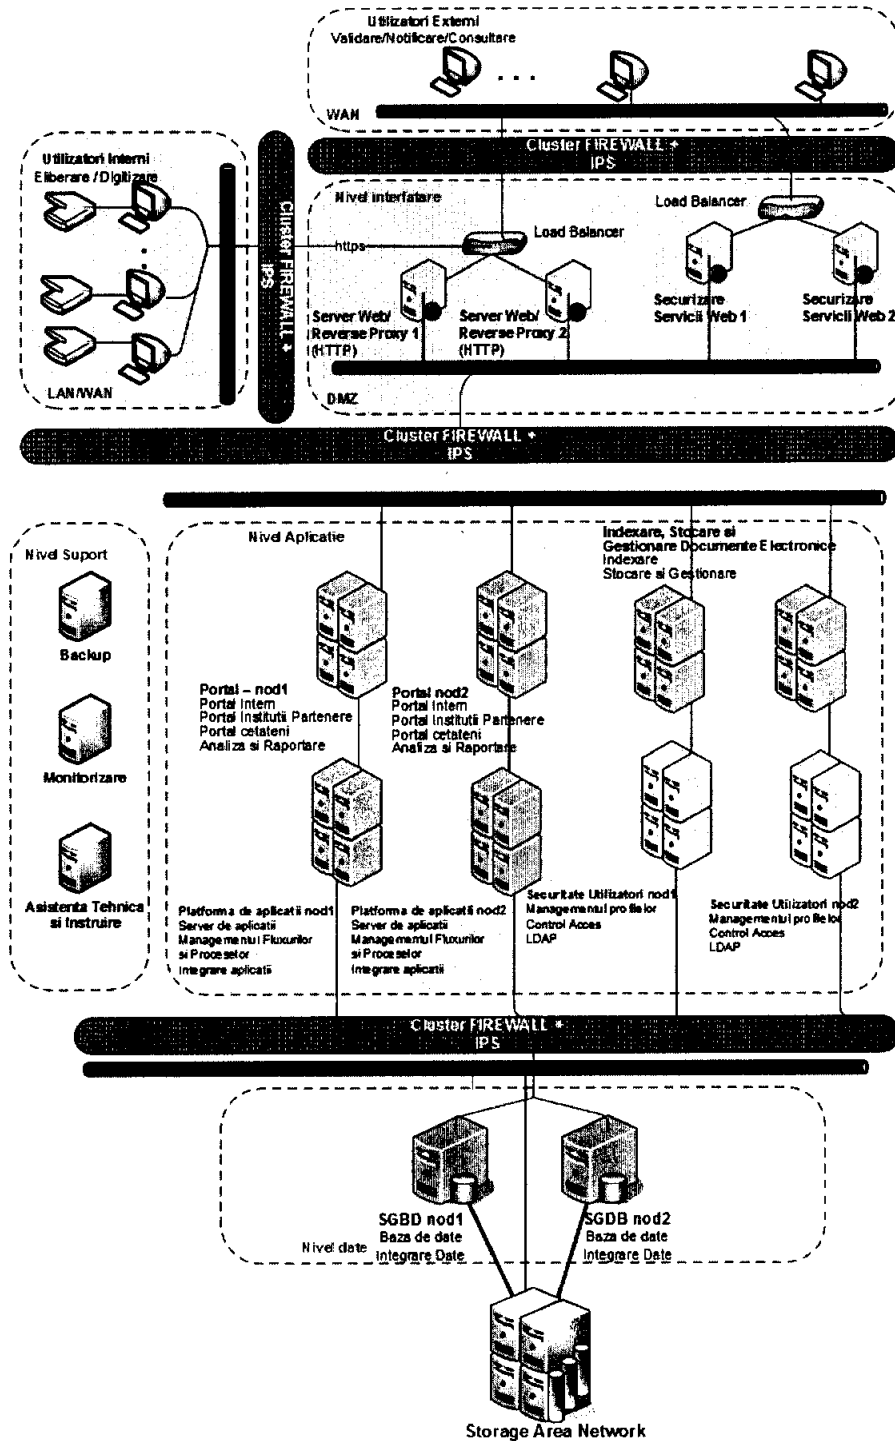 Utilizatori Externi
Validare/Notificare/Consultare
. . .
WAN
Cluster FIREWALL +
IPS
Utilizatori Interni
Eliberare / Digitizare
LAN/WAN
Cluster FIREWALL +
IPS
Nivel interfatare
https
Load Balancer
Load Balancer
Server Web/
Reverse Proxy 1
(HTTP)
Server Web/
Reverse Proxy 2
(HTTP)
Securizare
Servicii Web 1
Securizare
Servicii Web 2
DMZ
Cluster FIREWALL +
IPS
Nivel Suport
Backup
Monitorizare
Asistenta Tehnica
si Instruire
Nivel Aplicatie
Indexare, Stocare si
Gestionare Documente Electronice
Indexare
Stocare si Gestionare
Portal – nod1
Portal Intern
Portal Institutii Partenere
Portal cetateni
Analiza si Raportare
Portal nod2
Portal Intern
Portal Institutii Partenere
Portal cetateni
Analiza si Raportare
Platforma de aplicatii nod1
Server de aplicatii
Managementul Fluxurilor
si Proceselor
Integrare aplicatii
Platforma de aplicatii nod2
Server de aplicatii
Managementul Fluxurilor
si Proceselor
Integrare aplicatii
Securitate Utilizatori nod1
Managementul profilelor
Control Acces
LDAP
Securitate Utilizatori nod2
Managementul profilelor
Control Acces
LDAP
Cluster FIREWALL +
IPS
Nivel date
SGBD nod1
Baza de date
Integrare Date
SGDB nod2
Baza de date
Integrare Date
Storage Area Network